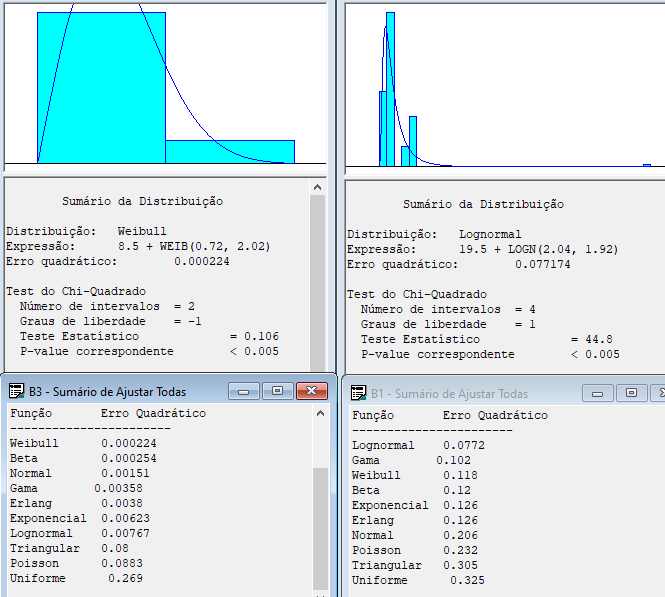 Sumário da Distribuição
Distribuição: Weibull
Expressão: 8.5 + WEIB(0.72, 2.02)
Erro quadrático: 0.000224
Test do Chi-Quadrado
Número de intervalos = 2
Graus de liberdade = -1
Teste Estatístico = 0.106
P-value correspondente < 0.005
B3 - Sumário de Ajustar Todas
Função Erro Quadrático
-----------------------
Weibull 0.000224
Beta 0.000254
Normal 0.00151
Gama 0.00358
Erlang 0.0038
Exponencial 0.00623
Lognormal 0.00767
Triangular 0.08
Poisson 0.0883
Uniforme 0.269
Sumário da Distribuição
Distribuição: Lognormal
Expressão: 19.5 + LOGN(2.04, 1.92)
Erro quadrático: 0.077174
Test do Chi-Quadrado
Número de intervalos = 4
Graus de liberdade = 1
Teste Estatístico = 44.8
P-value correspondente < 0.005
B1 - Sumário de Ajustar Todas
Função Erro Quadrático
-----------------------
Lognormal 0.0772
Gama 0.102
Weibull 0.118
Beta 0.12
Exponencial 0.126
Erlang 0.126
Normal 0.206
Poisson 0.232
Triangular 0.305
Uniforme 0.325